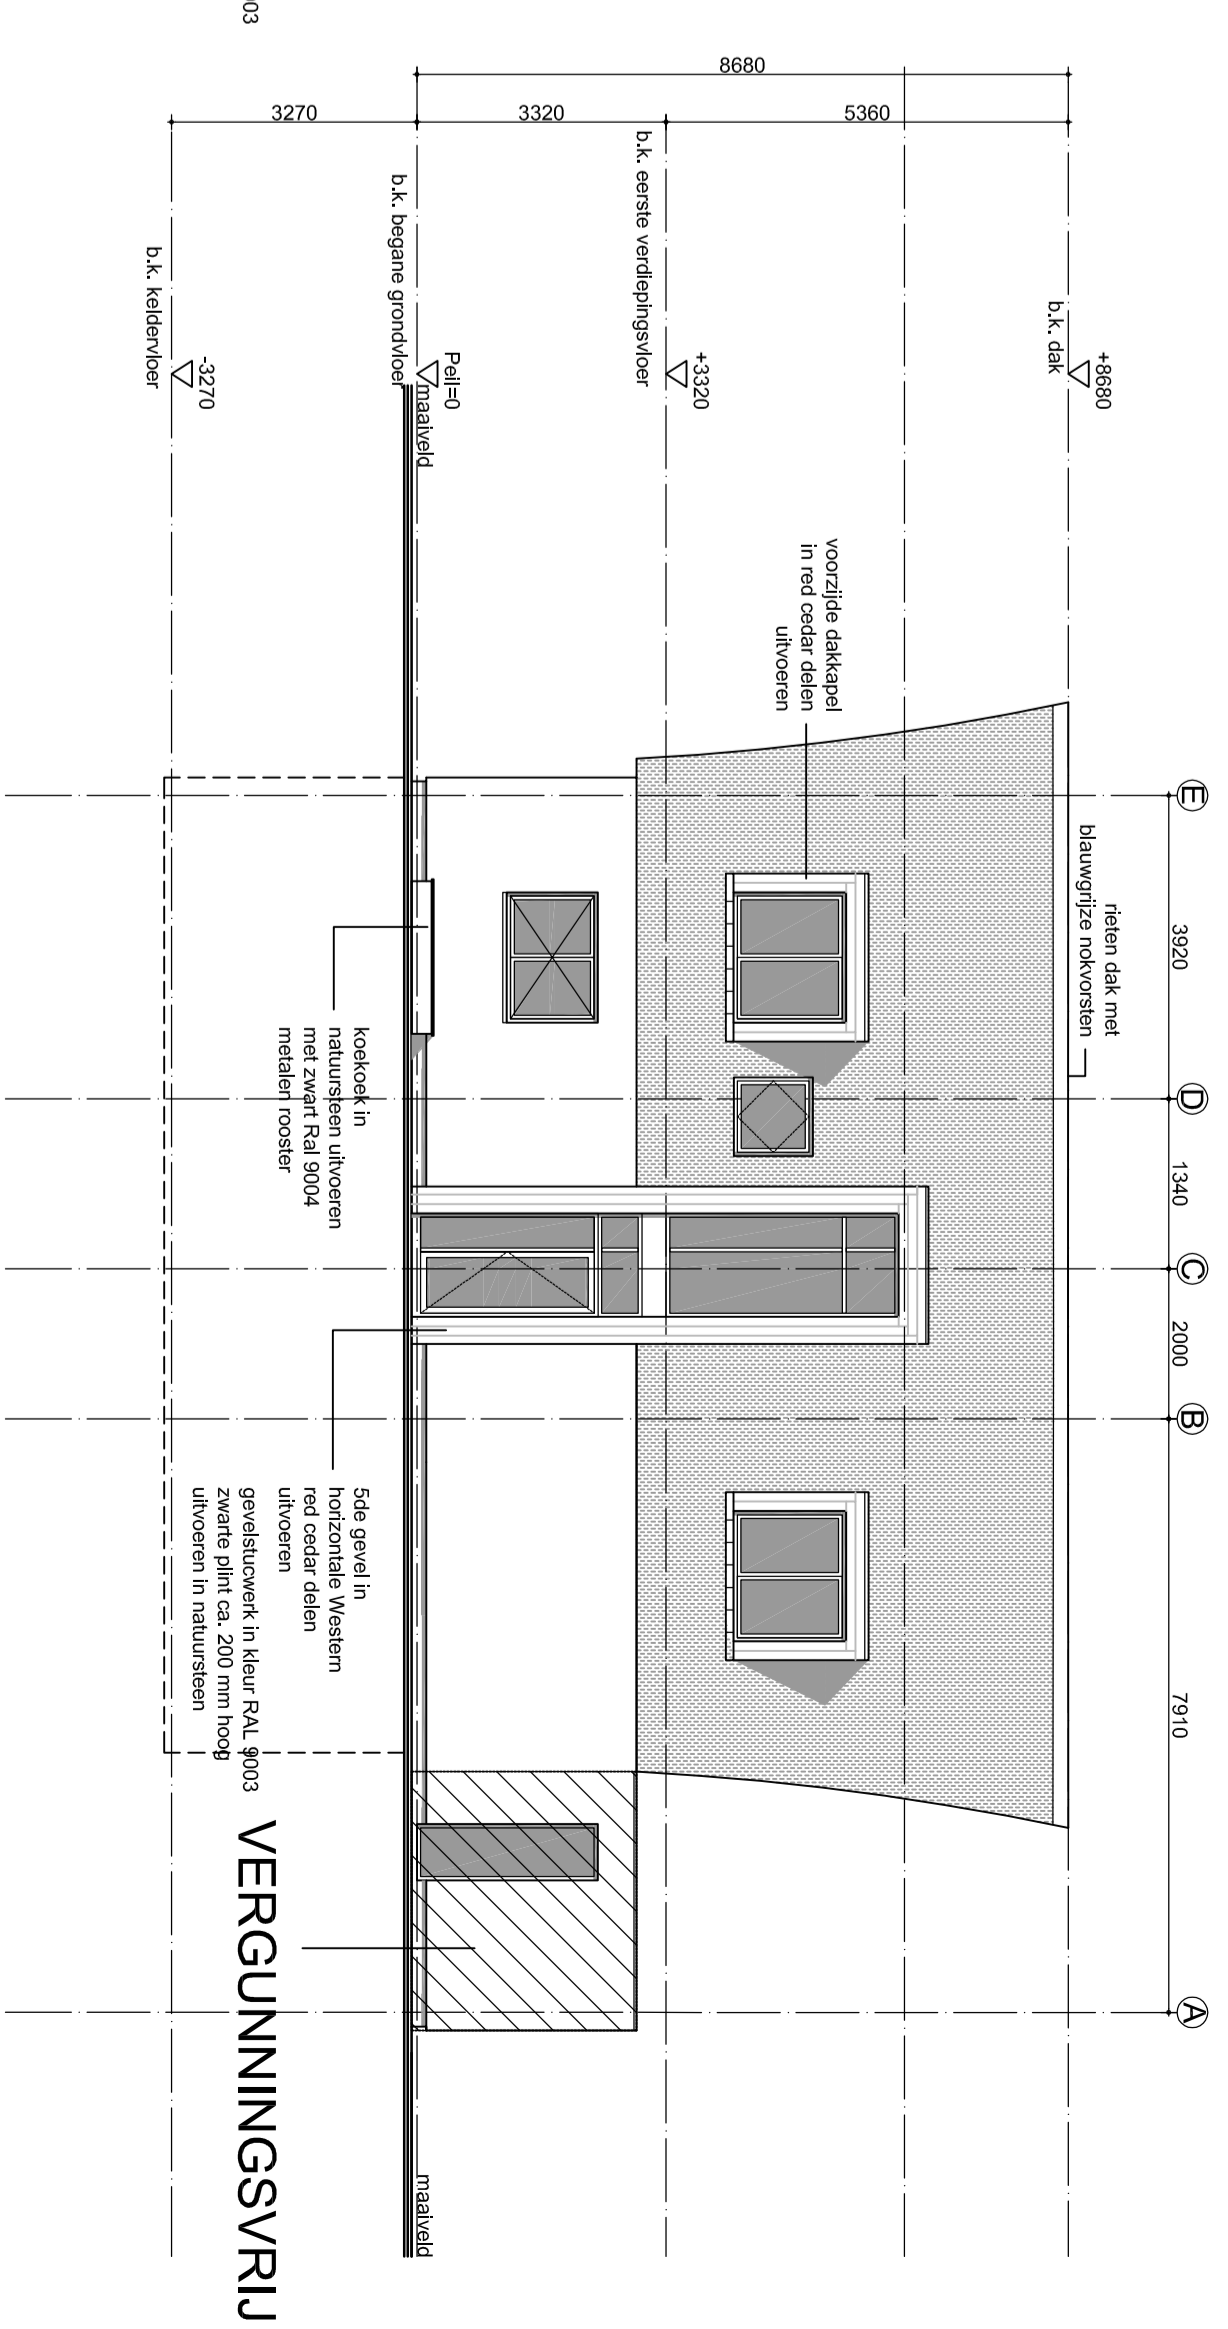 E
D
C
B
A
3920
1340
2000
7910
rieten dak met
blauwgrijze nokvorsten
8680
5360
3320
3270
+8680
b.k. dak
+3320
b.k. eerste verdiepingsvloer
Peil=0
b.k. begane grondvloer
maaiveld
maaiveld
-3270
b.k. keldervloer
voorzijde dakkapel
in red cedar delen
uitvoeren
koekoek in
natuursteen uitvoeren
met zwart Ral 9004
metalen rooster
5de gevel in
horizontale Western
red cedar delen
uitvoeren
gevelstucwerk in kleur RAL 9003
zwarte plint ca. 200 mm hoog
uitvoeren in natuursteen
VERGUNNINGSVRIJ
03